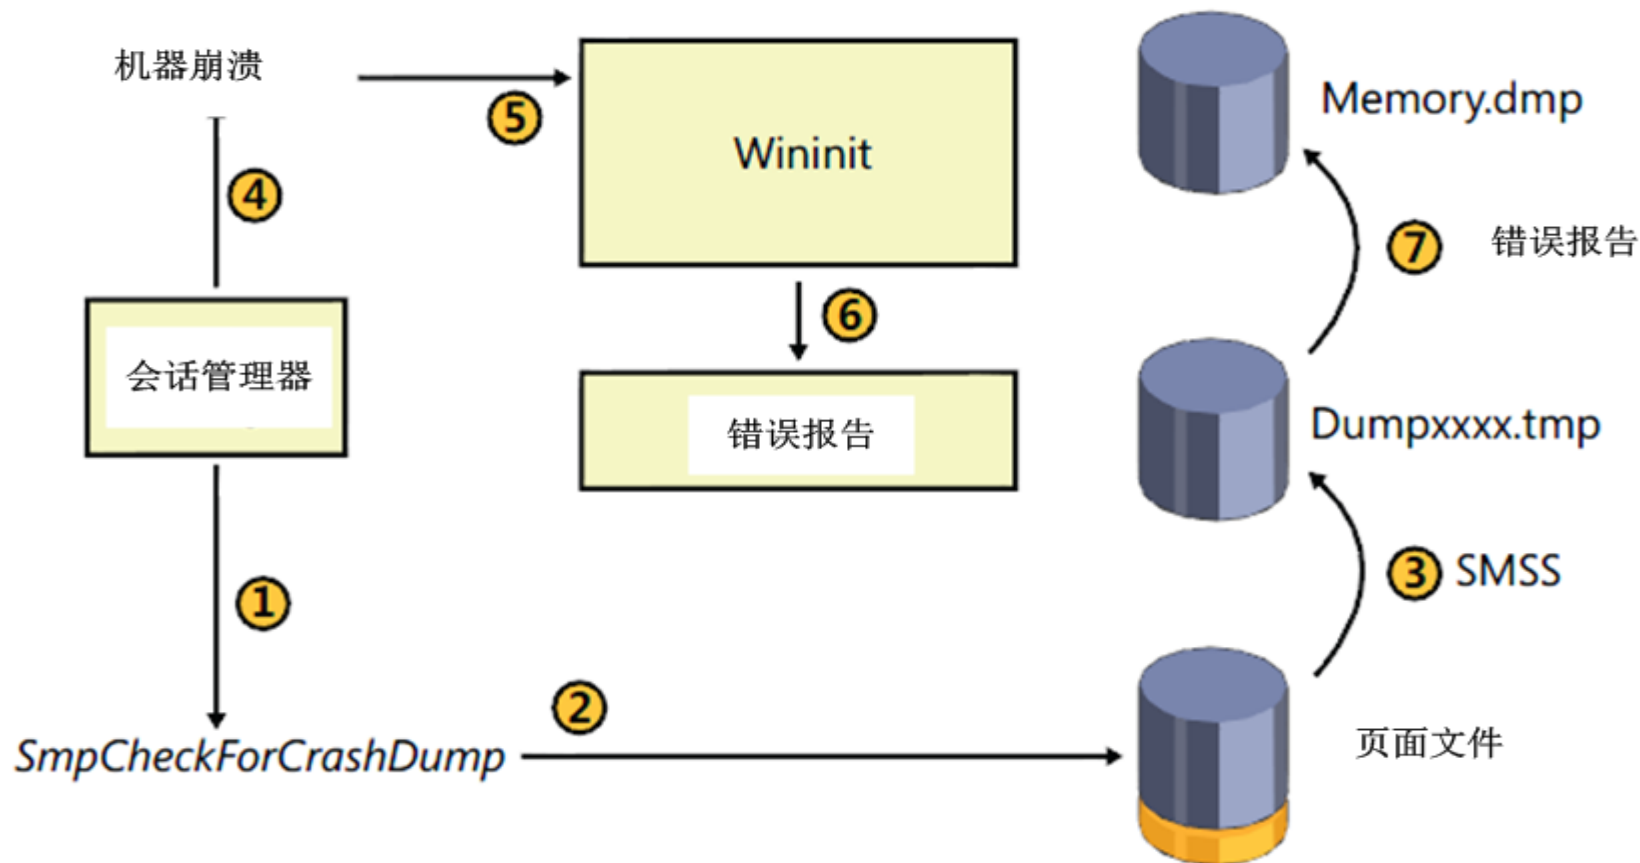 机器崩溃
5
Wininit
Memory.dmp
4
7
错误报告
6
会话管理器
错误报告
Dumpxxxx.tmp
3 SMSS
1
2
SmpCheckForCrashDump
页面文件